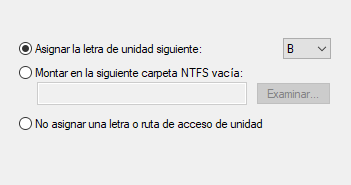 Asignar la letra de unidad siguiente: B
Montar en la siguiente carpeta NTFS vacía:
Examinar...
No asignar una letra o ruta de acceso de unidad